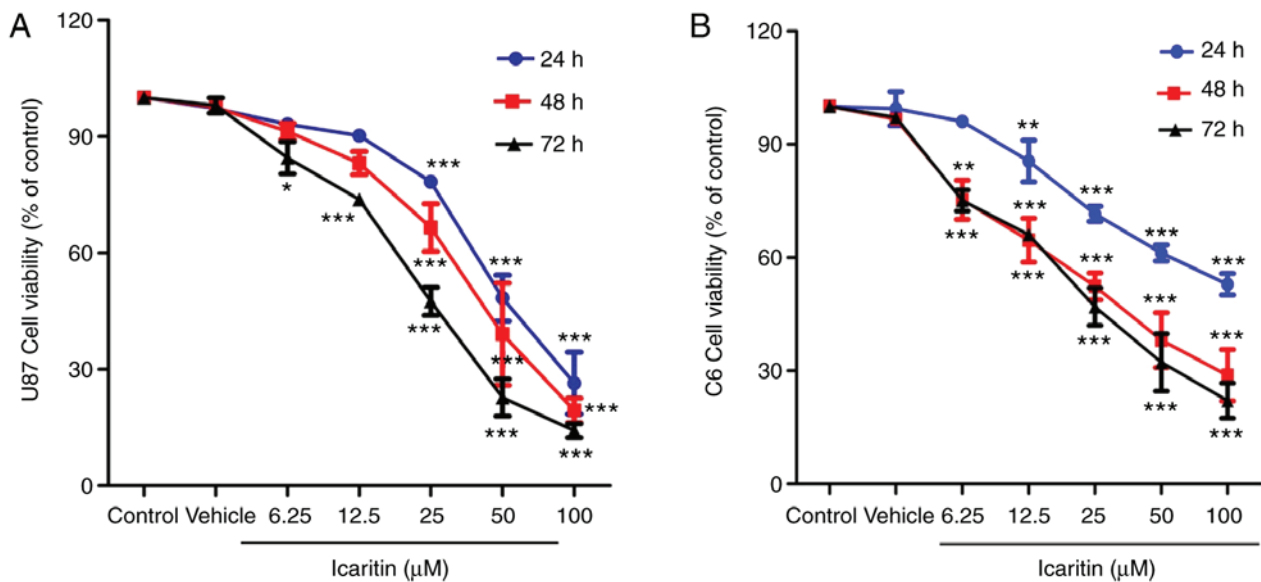 A
120
90
60
30
0
U87 Cell viability (% of control)
24 h
48 h
72 h
*
***
***
***
***
***
***
***
***
***
***
Control Vehicle 6.25 12.5 25 50 100
Icaritin (μM)
B
120
90
60
30
0
C6 Cell viability (% of control)
24 h
48 h
72 h
**
***
**
***
***
***
***
***
***
***
***
***
***
***
Control Vehicle 6.25 12.5 25 50 100
Icaritin (μM)